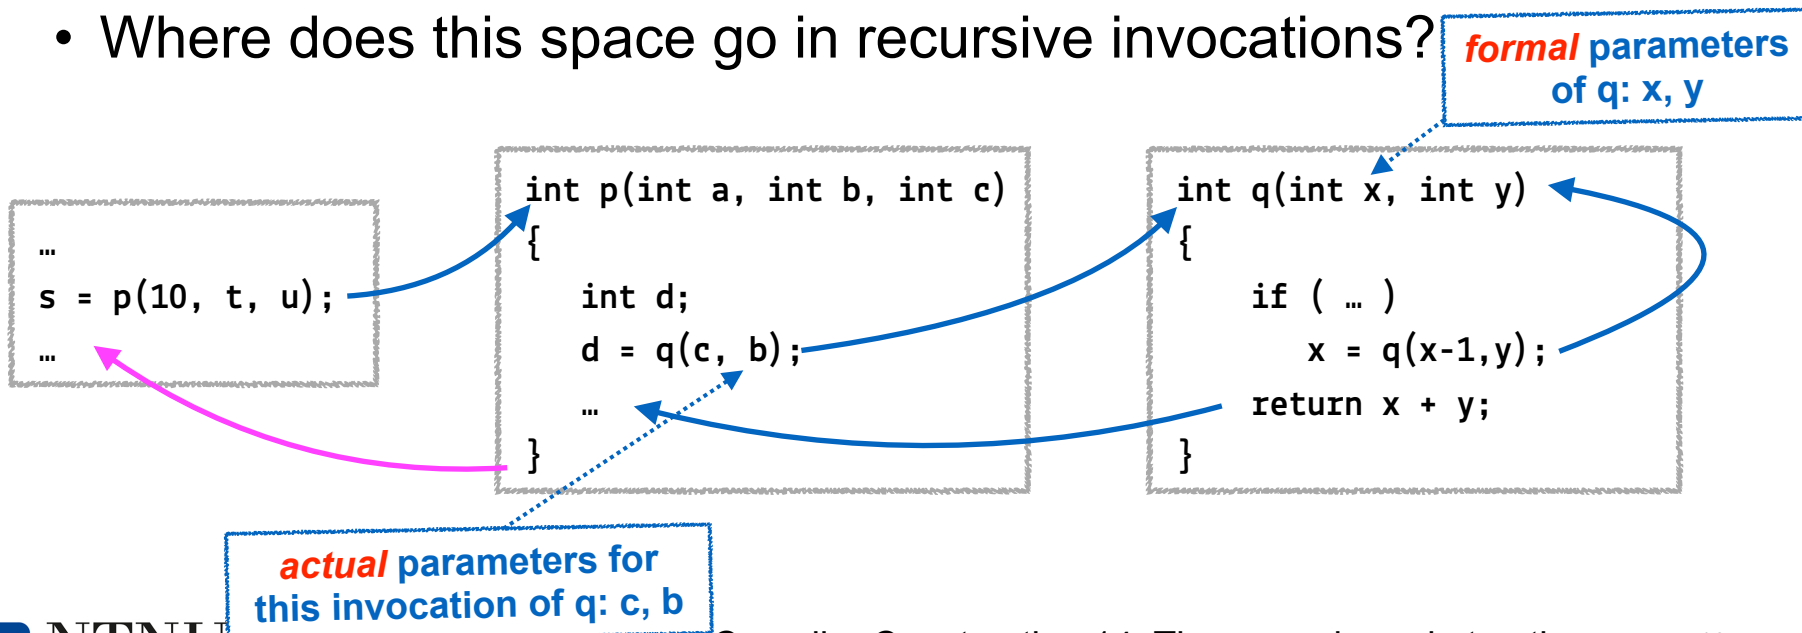 • Where does this space go in recursive invocations?
formal parameters
of q: x, y
…
s = p(10, t, u);
…
int p(int a, int b, int c)
{
int d;
d = q(c, b);
…
}
int q(int x, int y)
{
if ( … )
x = q(x-1,y);
return x + y;
}
actual parameters for
this invocation of q: c, b
NTNU